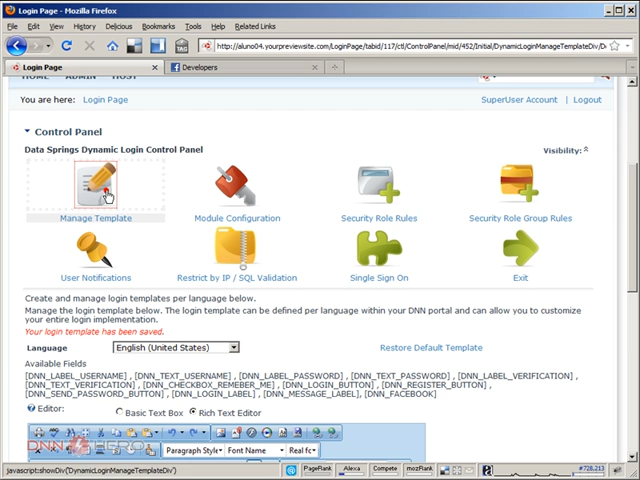 Login Page - Mozilla Firefox
File Edit View History Delicious Bookmarks Tools Help Related Links
http://aluno04.yourpreviewsite.com/LoginPage/tabid/117/ctl/ControlPanel/mid/452/Initial/DynamicLoginManageTemplateDiv/D
TAG
Login Page
Developers
HOME ADMIN HOST
You are here: Login Page
SuperUser Account | Logout
Control Panel
Data Springs Dynamic Login Control Panel
Visibility:
Manage Template
Module Configuration
Security Role Rules
Security Role Group Rules
User Notifications
Restrict by IP / SQL Validation
Single Sign On
Exit
Create and manage login templates per language below.
Manage the login template below. The login template can be defined per language within your DNN portal and can allow you to customize
your entire login implementation.
Your login template has been saved.
Language English (United States) Restore Default Template
Available Fields
[DNN_LABEL_USERNAME] , [DNN_TEXT_USERNAME] , [DNN_LABEL_PASSWORD] , [DNN_TEXT_PASSWORD] , [DNN_LABEL_VERIFICATION] ,
[DNN_TEXT_VERIFICATION] , [DNN_CHECKBOX_REMEBER_ME] , [DNN_LOGIN_BUTTON] , [DNN_REGISTER_BUTTON] ,
[DNN_SEND_PASSWORD_BUTTON] , [DNN_LOGIN_LABEL] , [DNN_MESSAGE_LABEL], [DNN_FACEBOOK]
Editor: Basic Text Box Rich Text Editor
DNN HERO
Paragraph Style Font Name Real fo
javascript:showDiv('DynamicLoginManageTemplateDiv')
PageRank Alexa Compete mozRank #728,213